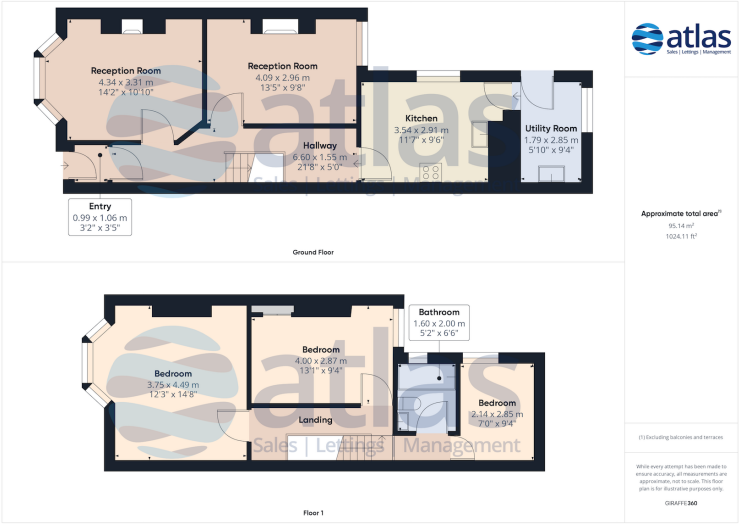 Reception Room
4.34 x 3.31 m
14'2" x 10'10"
Reception Room
4.09 x 2.96 m
13'5" x 9'8"
Kitchen
3.54 x 2.91 m
11'7" x 9'6"
Utility Room
1.79 x 2.85 m
5'10" x 9'4"
Hallway
6.60 x 1.55 m
21'8" x 5'0"
Entry
0.99 x 1.06 m
3'2" x 3'5"
atlas
Sales | Lettings | Management
Ground Floor
Bathroom
1.60 x 2.00 m
5'2" x 6'6"
Bedroom
3.75 x 4.49 m
12'3" x 14'8"
Bedroom
4.00 x 2.87 m
13'1" x 9'4"
Bedroom
2.14 x 2.85 m
7'0" x 9'4"
Landing
atlas
Sales | Lettings | Management
Floor 1
atlas
Sales | Lettings | Management
Approximate total area(1)
95.14 m²
1024.11 ft²
(1) Excluding balconies and terraces
While every attempt has been made to
ensure accuracy, all measurements are
approximate, not to scale. This floor
plan is for illustrative purposes only.
GIRAFFE360